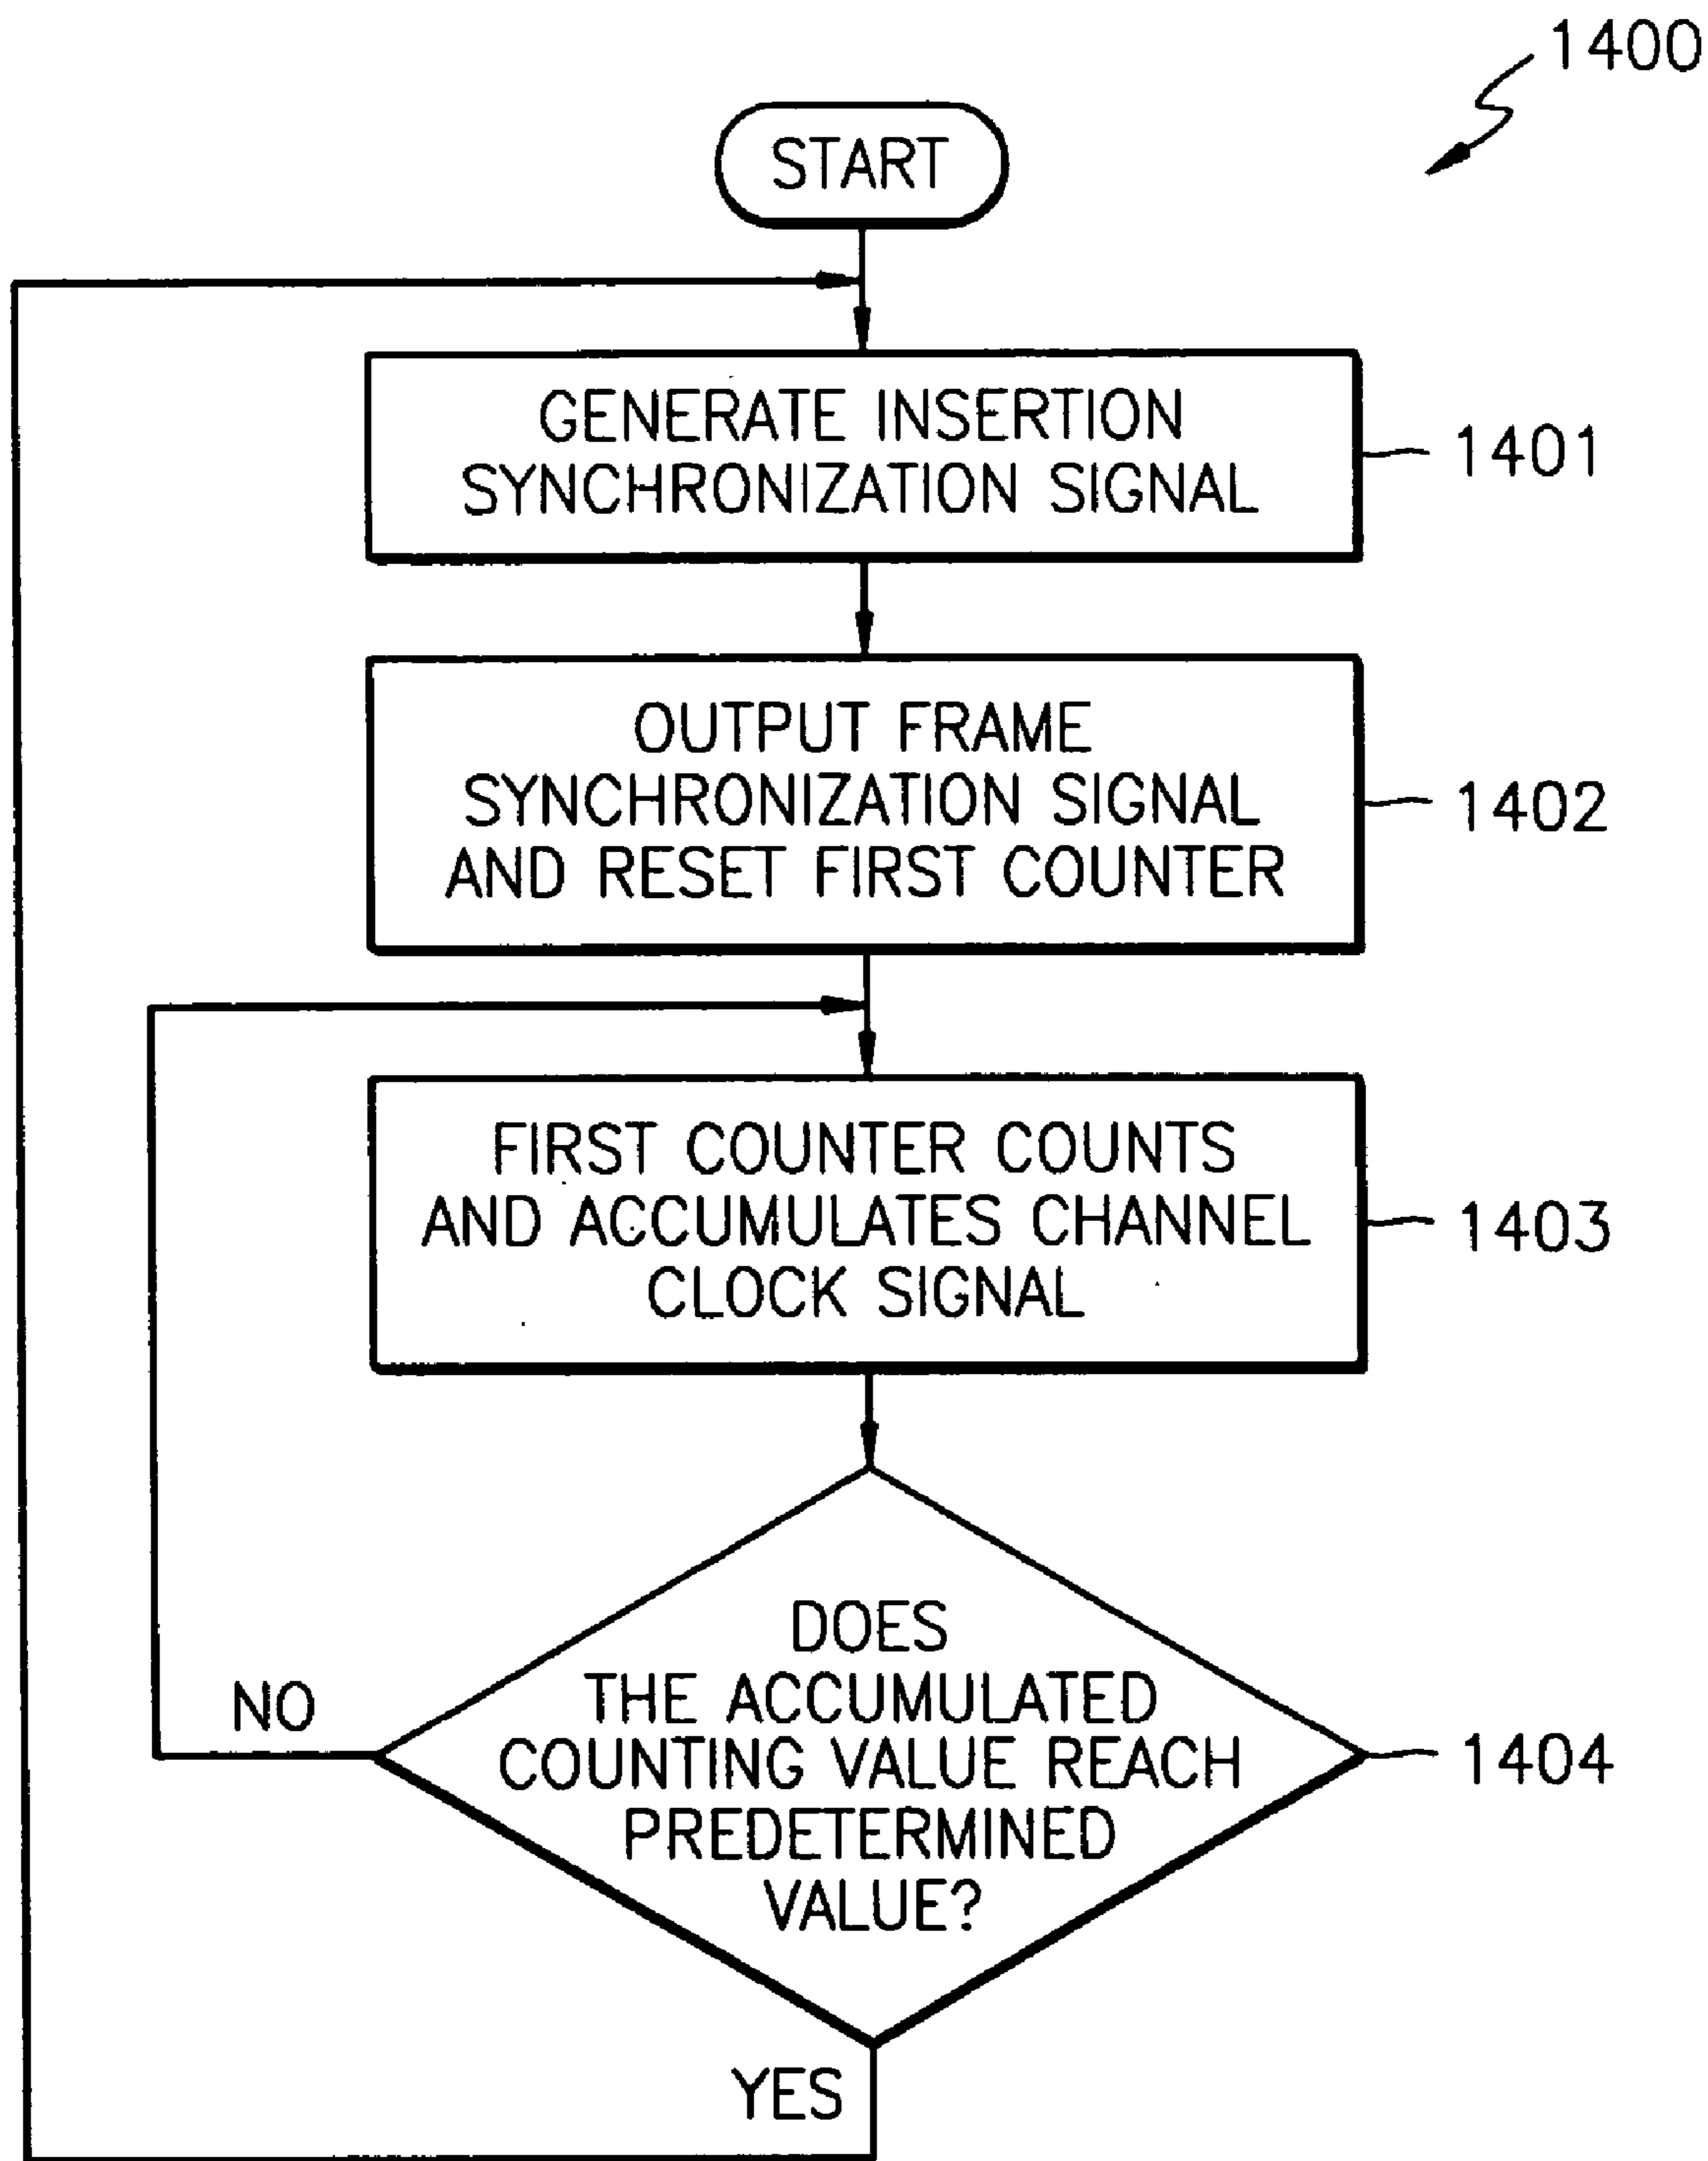 1400
START
GENERATE INSERTION
SYNCHRONIZATION SIGNAL
1401
OUTPUT FRAME
SYNCHRONIZATION SIGNAL
AND RESET FIRST COUNTER
1402
FIRST COUNTER COUNTS
AND ACCUMULATES CHANNEL
CLOCK SIGNAL
1403
DOES
THE ACCUMULATED
COUNTING VALUE REACH
PREDETERMINED
VALUE?
1404
NO
YES